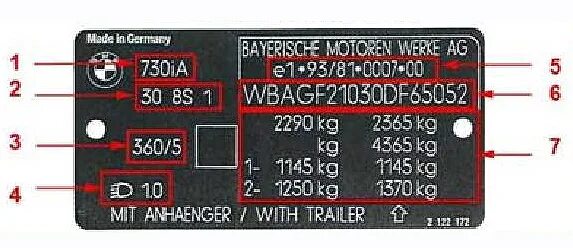 Made in Germany
BAYERISCHE MOTOREN WERKE AG
1 730iA e1*93/81*0007*00 5
2 30 8S 1 WBAGF21030DF65052 6
2290 kg 2365 kg
3 360/5 kg 4365 kg 7
1- 1145 kg 1145 kg
4 1.0 2- 1250 kg 1370 kg
MIT ANHAENGER / WITH TRAILER 2 122 172